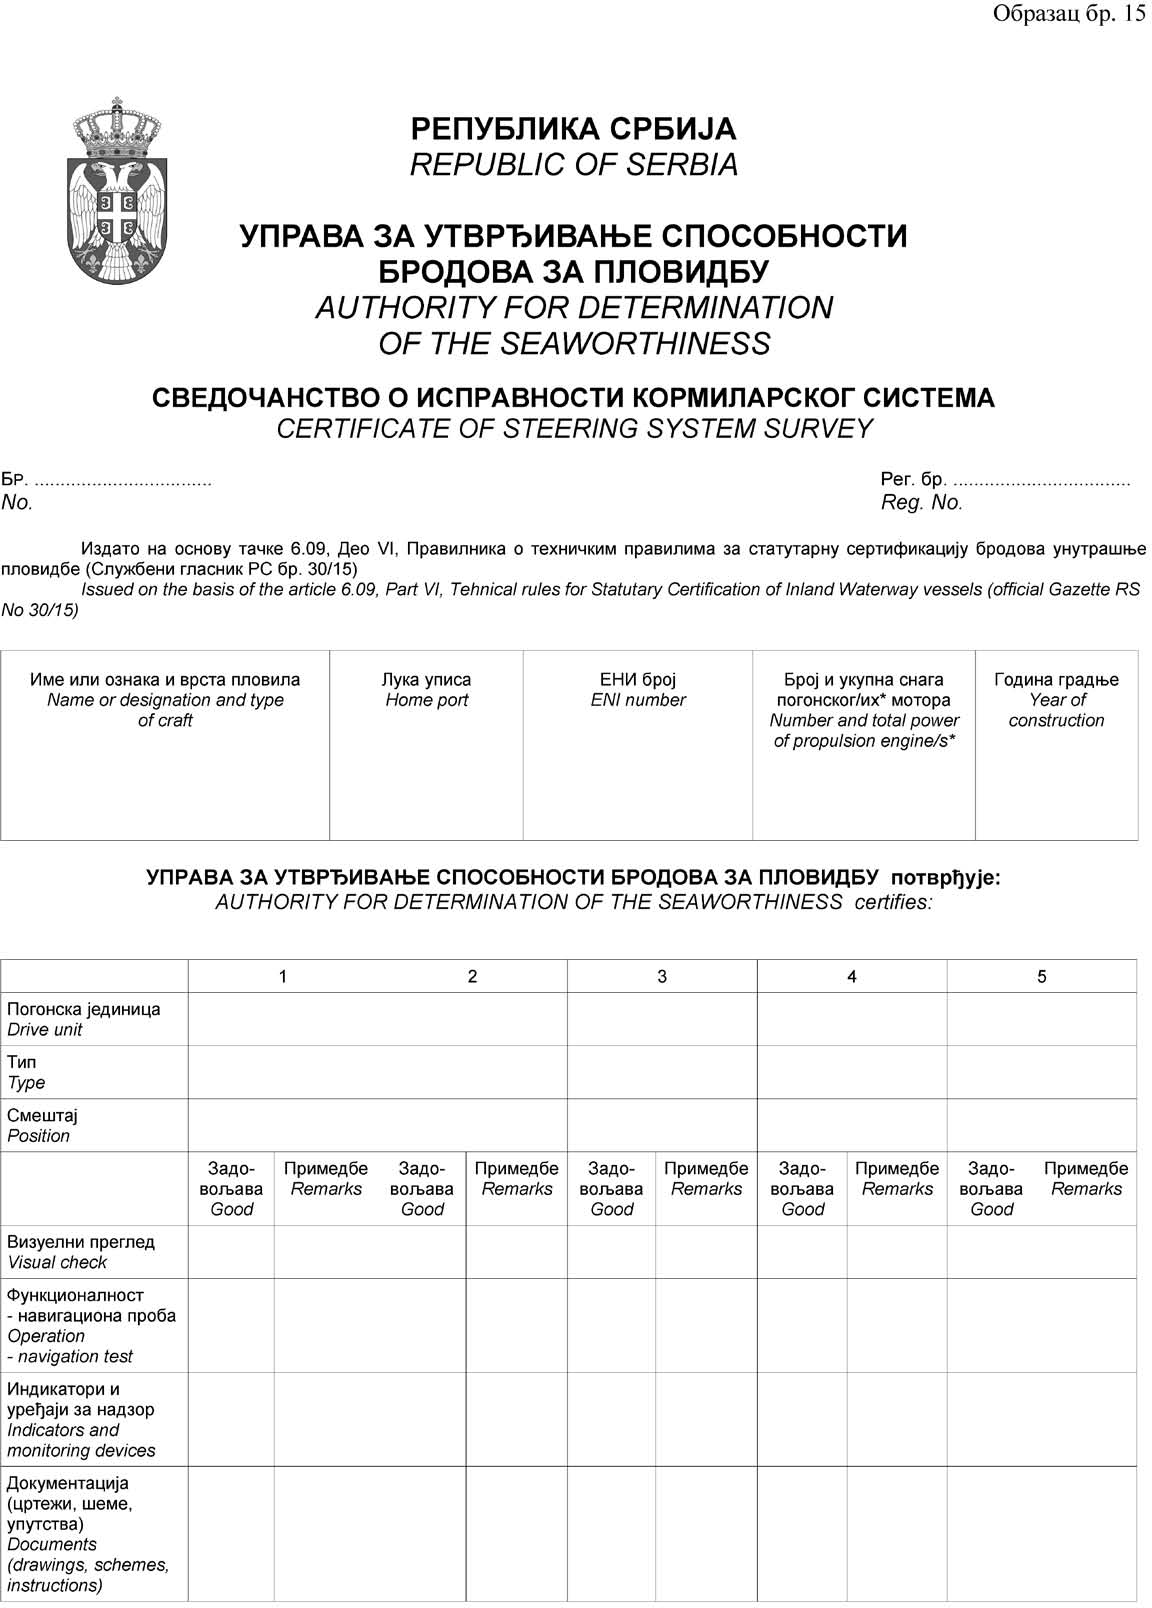 Образац бр. 15
РЕПУБЛИКА СРБИЈА
REPUBLIC OF SERBIA
УПРАВА ЗА УТВРЂИВАЊЕ СПОСОБНОСТИ
БРОДОВА ЗА ПЛОВИДБУ
AUTHORITY FOR DETERMINATION
OF THE SEAWORTHINESS
СВЕДОЧАНСТВО О ИСПРАВНОСТИ КОРМИЛАРСКОГ СИСТЕМА
CERTIFICATE OF STEERING SYSTEM SURVEY
БР. .................................. Рег. бр. ..................................
No. Reg. No.
Издато на основу тачке 6.09, Део VI, Правилника о техничким правилима за статутарну сертификацију бродова унутрашње
пловидбе (Службени гласник РС бр. 30/15)
Issued on the basis of the article 6.09, Part VI, Tehnical rules for Statutary Certification of Inland Waterway vessels (official Gazette RS
No 30/15)
Име или ознака и врста пловила
Name or designation and type
of craft
Лука уписа
Home port
ЕНИ број
ENI number
Број и укупна снага
погонског/их* мотора
Number and total power
of propulsion engine/s*
Година градње
Year of
construction
УПРАВА ЗА УТВРЂИВАЊЕ СПОСОБНОСТИ БРОДОВА ЗА ПЛОВИДБУ потврђује:
AUTHORITY FOR DETERMINATION OF THE SEAWORTHINESS certifies:
1 2 3 4 5
Погонска јединица
Drive unit
Тип
Type
Смештај
Position
Задо- Примедбе Задо- Примедбе Задо- Примедбе Задо- Примедбе Задо- Примедбе
вољава Remarks вољава Remarks вољава Remarks вољава Remarks вољава Remarks
Good Good Good Good Good
Визуелни преглед
Visual check
Функционалност
- навигациона проба
Operation
- navigation test
Индикатори и
уређаји за надзор
Indicators and
monitoring devices
Документација
(цртежи, шеме,
упутства)
Documents
(drawings, schemes,
instructions)